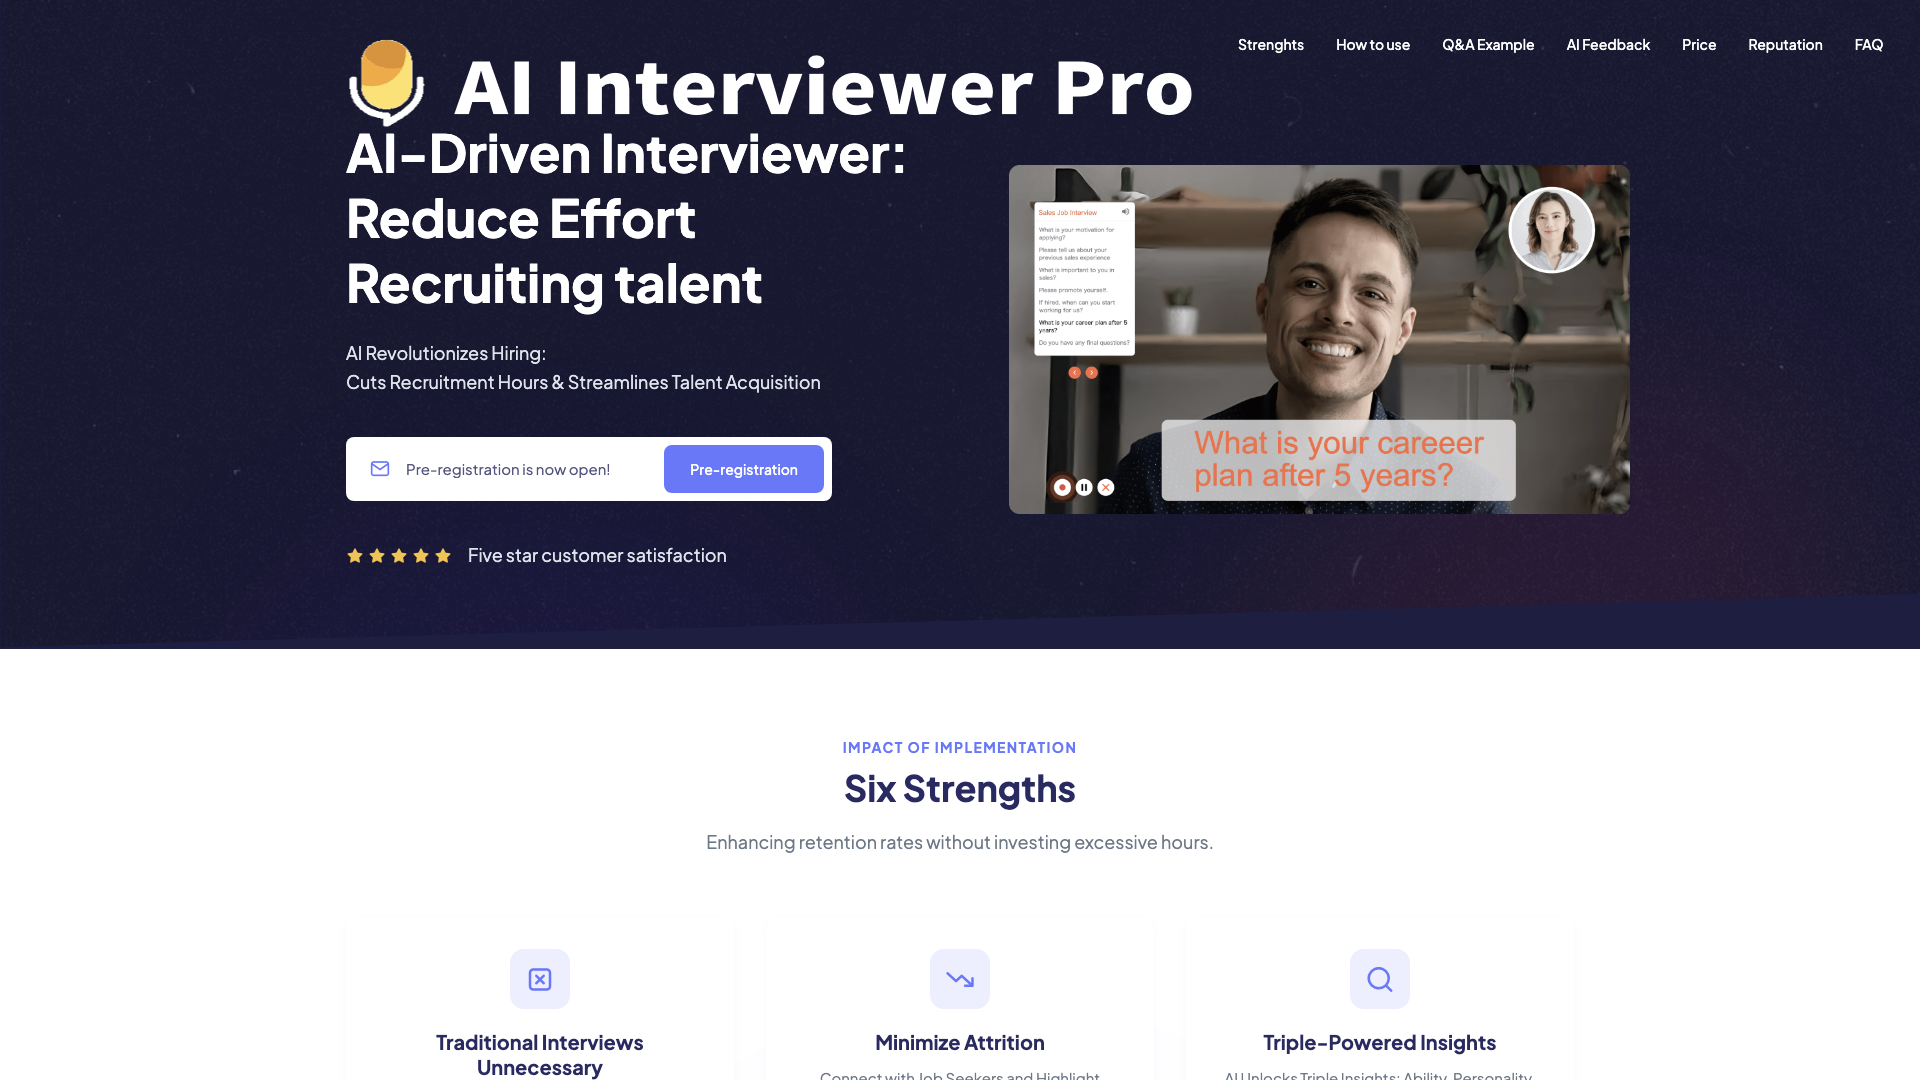 Strenghts
How to use
Q&A Example
AI Feedback
Price
Reputation
FAQ
AI Interviewer Pro
AI-Driven Interviewer:
Reduce Effort
Recruiting talent
AI Revolutionizes Hiring:
Cuts Recruitment Hours & Streamlines Talent Acquisition
Pre-registration is now open!
Pre-registration
Five star customer satisfaction
Sales Job Interview
What is your motivation for
applying?
Please tell us about your
previous sales experience
What is important to you in
sales?
Please promote yourself.
If hired, when can you start
working for us?
What is your career plan after 5
years?
Do you have any final questions?
What is your careeer
plan after 5 years?
IMPACT OF IMPLEMENTATION
Six Strengths
Enhancing retention rates without investing excessive hours.
Traditional Interviews
Unnecessary
Minimize Attrition
Connect with Job Seekers and Highlight
Triple-Powered Insights
AI Unlocks Triple Insights: Ability, Personality,